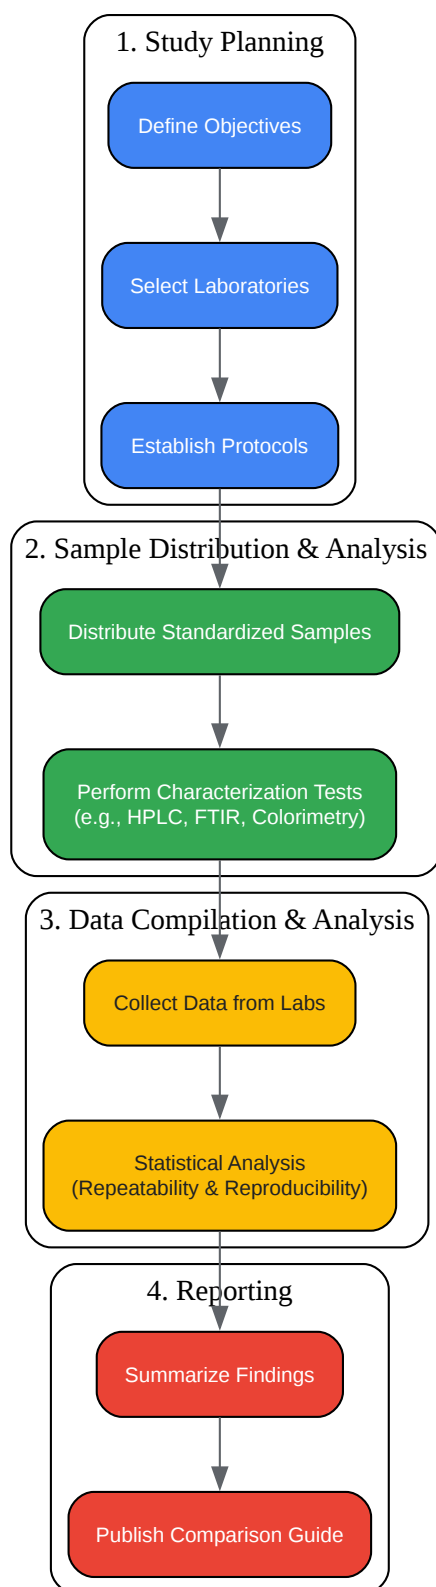 1. Study Planning
Define Objectives
Select Laboratories
Establish Protocols
2. Sample Distribution & Analysis
Distribute Standardized Samples
Perform Characterization Tests
(e.g., HPLC, FTIR, Colorimetry)
3. Data Compilation & Analysis
Collect Data from Labs
Statistical Analysis
(Repeatability & Reproducibility)
4. Reporting
Summarize Findings
Publish Comparison Guide